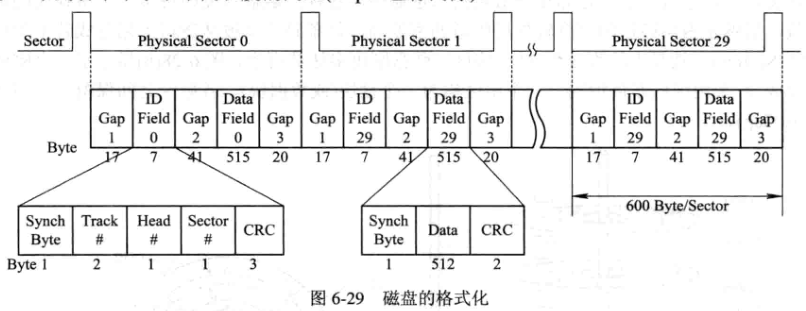 Sector Physical Sector 0 Physical Sector 1 Physical Sector 29
ID Data ID Data ID Data
Gap Field Gap Field Gap Gap Field Gap Field Gap Gap Field Gap Field Gap
1 0 2 0 3 1 29 2 29 3 1 29 2 29 3
Byte 17 7 41 515 20 17 7 41 515 20 17 7 41 515 20
600 Byte/Sector
Synch Track Head Sector CRC Synch Data CRC
Byte # # # Byte
Byte 1 2 1 1 3 1 512 2
图 6-29 磁盘的格式化